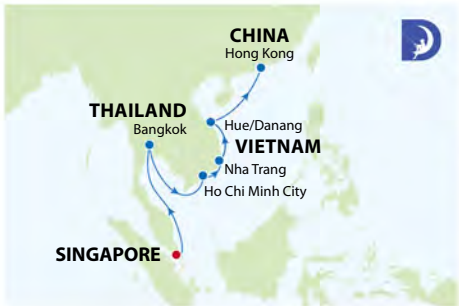 CHINA
Hong Kong
THAILAND
Bangkok
Hue/Danang
VIETNAM
Nha Trang
Ho Chi Minh City
SINGAPORE